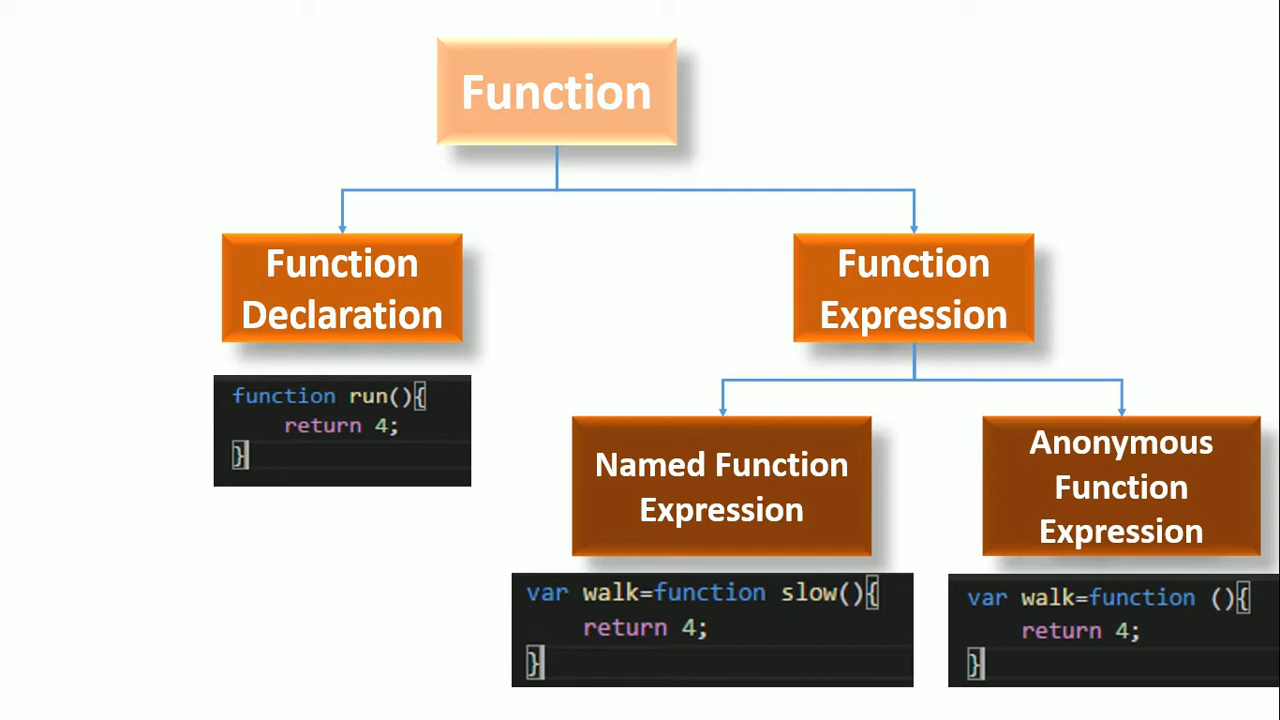 Function
Function
Declaration
function run(){
return 4;
}
Function
Expression
Named Function
Expression
var walk=function slow(){
return 4;
}
Anonymous
Function
Expression
var walk=function (){
return 4;
}